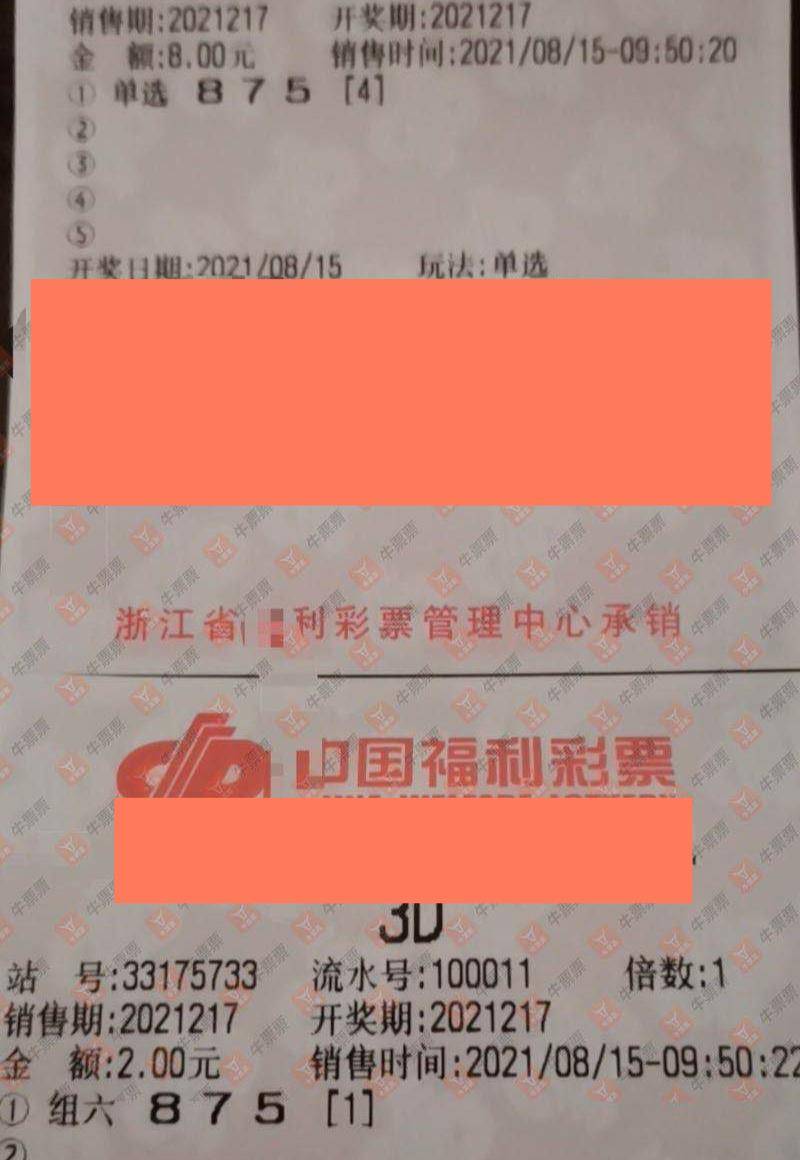 销售期:2021217 开奖期:2021217
金 额:8.00元 销售时间:2021/08/15-09:50:20
① 单选 8 7 5 [4]
②
③
④
⑤
开奖日期:2021/08/15 玩法:单选
浙江省 利彩票管理中心承销
中国福利彩票
3D
站 号:33175733 流水号:100011 倍数:1
销售期:2021217 开奖期:2021217
金 额:2.00元 销售时间:2021/08/15-09:50:22
① 组六 8 7 5 [1]
②
牛票票